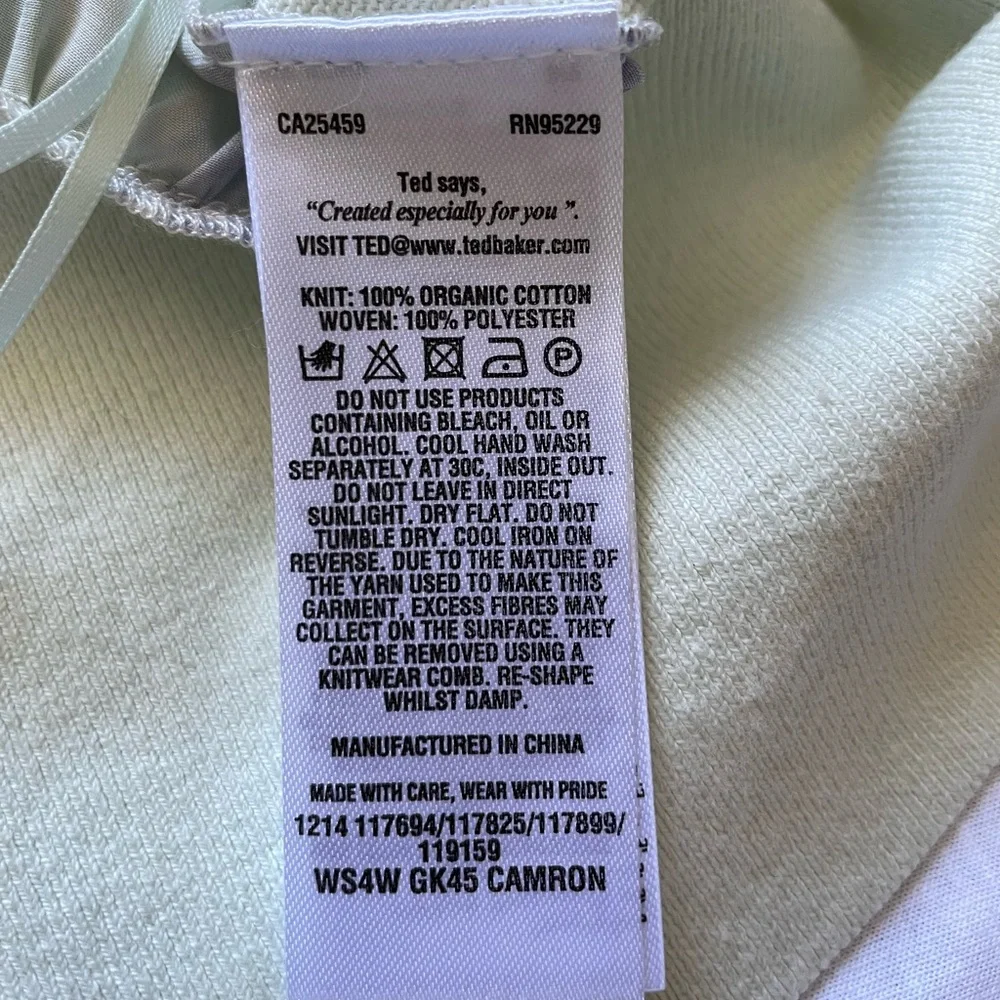 CA25459 RN95229
Ted says,
“Created especially for you ”.
VISIT TED@www.tedbaker.com
KNIT: 100% ORGANIC COTTON
WOVEN: 100% POLYESTER
P
DO NOT USE PRODUCTS
CONTAINING BLEACH, OIL OR
ALCOHOL. COOL HAND WASH
SEPARATELY AT 30C, INSIDE OUT.
DO NOT LEAVE IN DIRECT
SUNLIGHT. DRY FLAT. DO NOT
TUMBLE DRY. COOL IRON ON
REVERSE. DUE TO THE NATURE OF
THE YARN USED TO MAKE THIS
GARMENT, EXCESS FIBRES MAY
COLLECT ON THE SURFACE. THEY
CAN BE REMOVED USING A
KNITWEAR COMB. RE-SHAPE
WHILST DAMP.
MANUFACTURED IN CHINA
MADE WITH CARE, WEAR WITH PRIDE
1214 117694/117825/117899/
119159
WS4W GK45 CAMRON